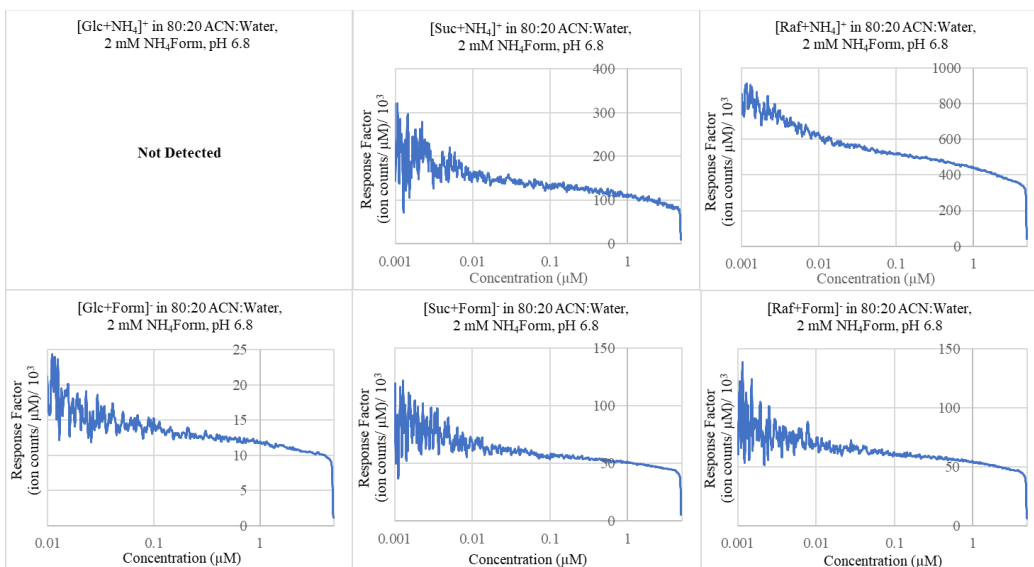 [Glc+NH₄]⁺ in 80:20 ACN:Water,
2 mM NH₄Form, pH 6.8
Not Detected
[Suc+NH₄]⁺ in 80:20 ACN:Water,
2 mM NH₄Form, pH 6.8
Response Factor
(ion counts/ µM)/ 10³
400
300
200
100
0
0.001
0.01
0.1
1
Concentration (µM)
[Raf+NH₄]⁺ in 80:20 ACN:Water,
2 mM NH₄Form, pH 6.8
Response Factor
(ion counts/ µM)/ 10³
1000
800
600
400
200
0
0.001
0.01
0.1
1
Concentration (µM)
[Glc+Form]⁻ in 80:20 ACN:Water,
2 mM NH₄Form, pH 6.8
Response Factor
(ion counts/ µM)/ 10³
25
20
15
10
5
0
0.01
0.1
1
Concentration (µM)
[Suc+Form]⁻ in 80:20 ACN:Water,
2 mM NH₄Form, pH 6.8
Response Factor
(ion counts/ µM)/ 10³
150
100
50
0
0.001
0.01
0.1
1
Concentration (µM)
[Raf+Form]⁻ in 80:20 ACN:Water,
2 mM NH₄Form, pH 6.8
Response Factor
(ion counts/ µM)/ 10³
150
100
50
0
0.001
0.01
0.1
1
Concentration (µM)